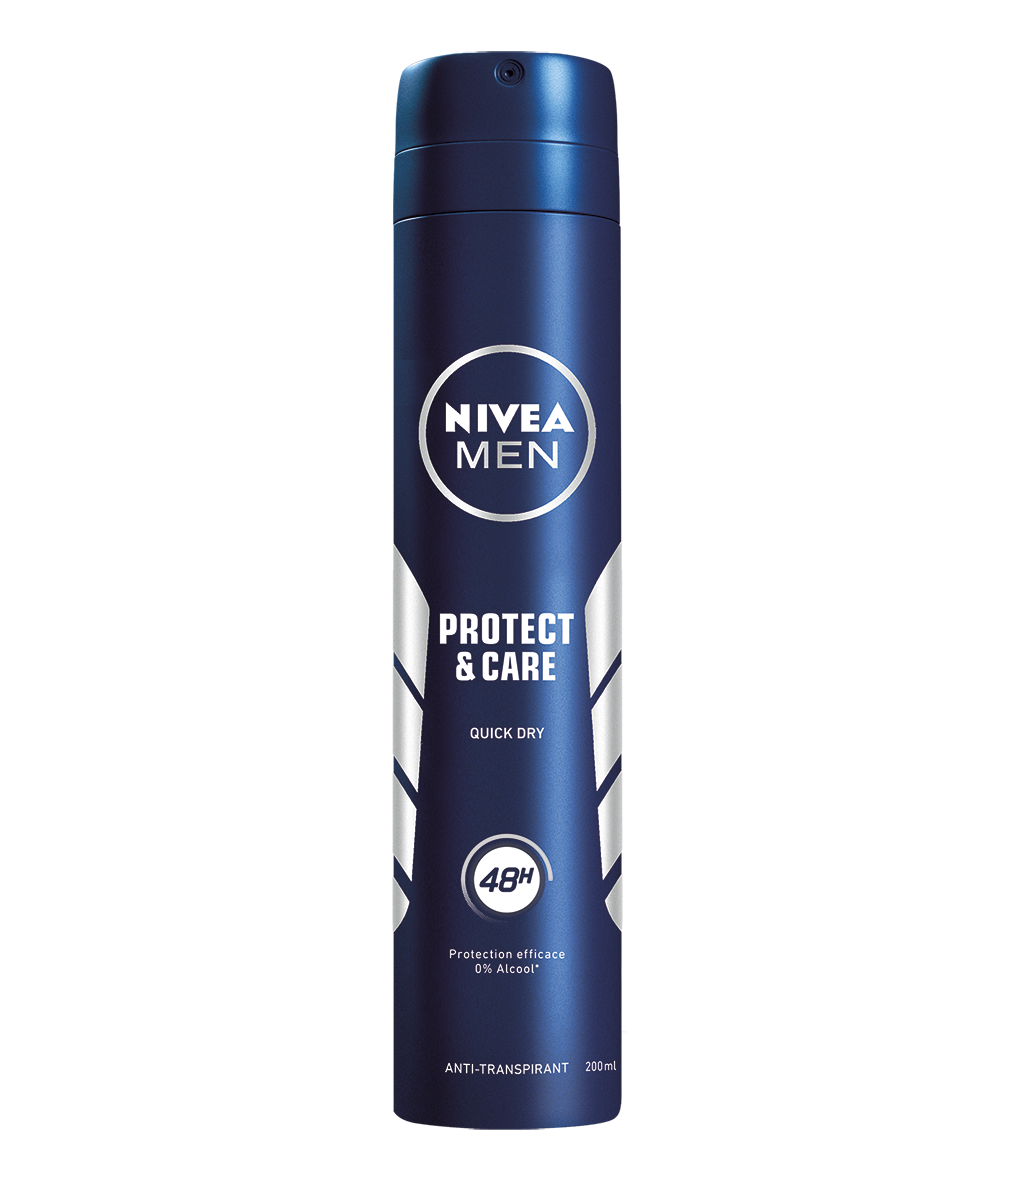 NIVEA
MEN
PROTECT
& CARE
QUICK DRY
48H
Protection efficace
0% Alcool*
ANTI-TRANSPIRANT 200ml